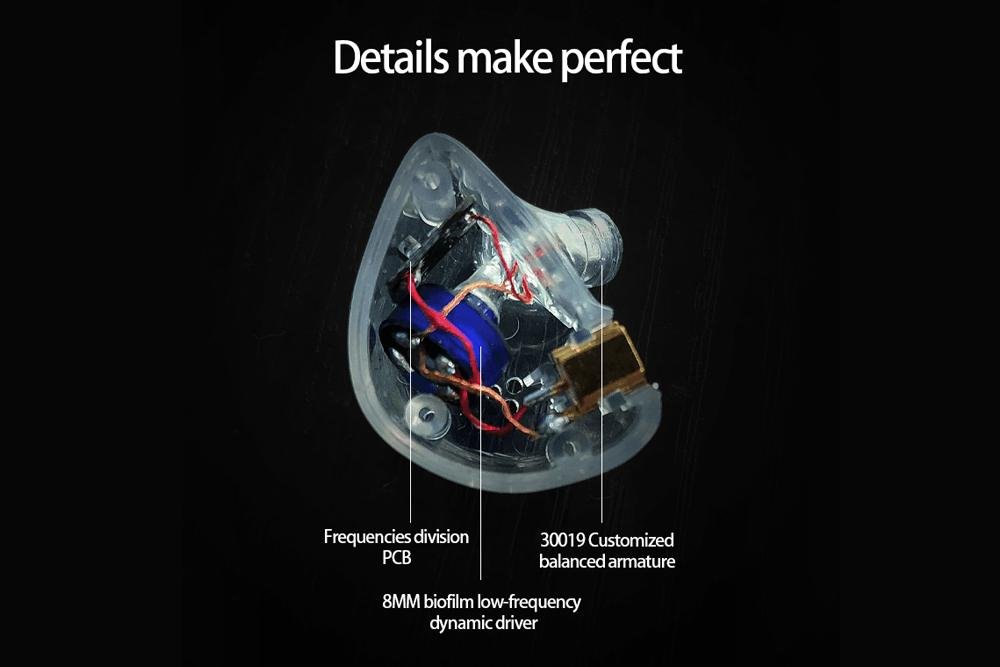 Details make perfect
Frequencies division
PCB
30019 Customized
balanced armature
8MM biofilm low-frequency
dynamic driver